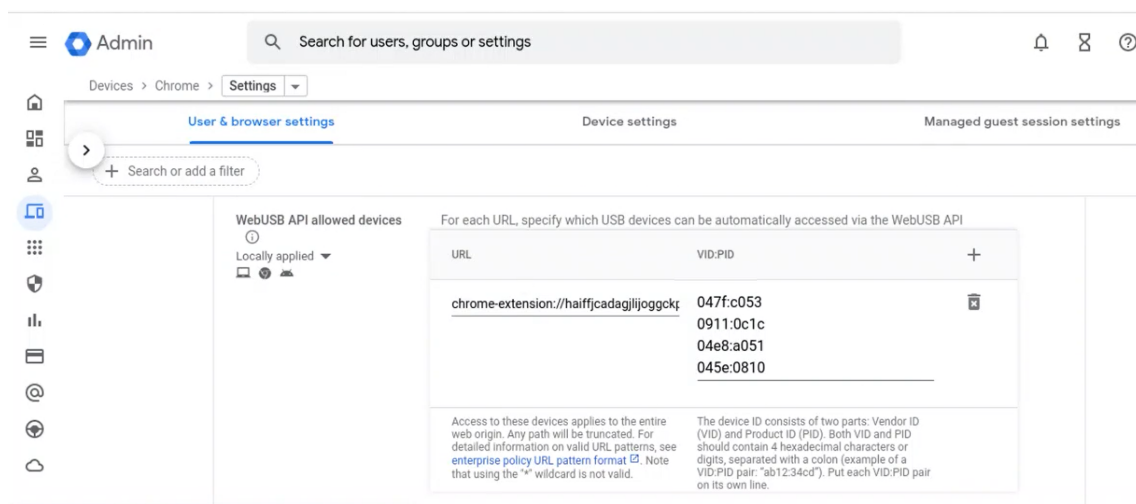 Admin
Search for users, groups or settings
Devices > Chrome > Settings
User & browser settings
Device settings
Managed guest session settings
+ Search or add a filter
WebUSB API allowed devices
Locally applied
For each URL, specify which USB devices can be automatically accessed via the WebUSB API
URL
VID:PID
chrome-extension://haiffjcadagjlijoggckp
047f:c053
0911:0c1c
04e8:a051
045e:0810
Access to these devices applies to the entire
web origin. Any path will be truncated. For
detailed information on valid URL patterns, see
enterprise policy URL pattern format. Note
that using the "*" wildcard is not valid.
The device ID consists of two parts: Vendor ID
(VID) and Product ID (PID). Both VID and PID
should contain 4 hexadecimal characters or
digits, separated with a colon (example of a
VID:PID pair: "ab12:34cd"). Put each VID:PID pair
on its own line.